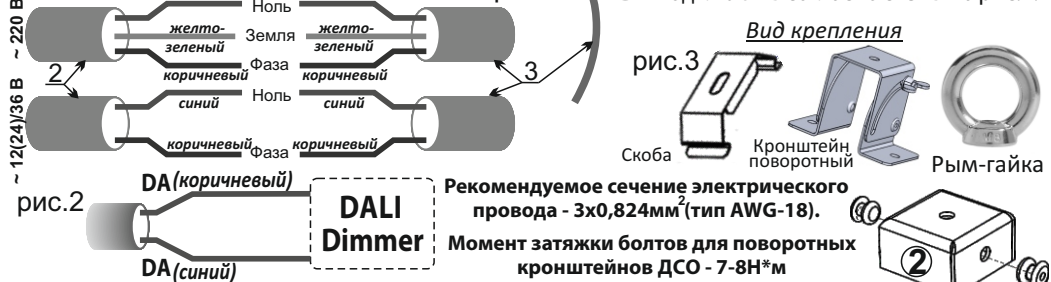 ~ 220 В
Ноль
желто-зеленый
Земля
желто-зеленый
Фаза
коричневый
коричневый
2
3
~ 12(24)/36 В
синий
Ноль
синий
коричневый
Фаза
коричневый
рис.2
DA(коричневый)
DALI
Dimmer
DA(синий)
Вид крепления
рис.3
Скоба
Кронштейн
поворотный
Рым-гайка
Рекомендуемое сечение электрического
провода - 3х0,824мм²(тип AWG-18).
Момент затяжки болтов для поворотных
кронштейнов ДСО - 7-8Н*м
2